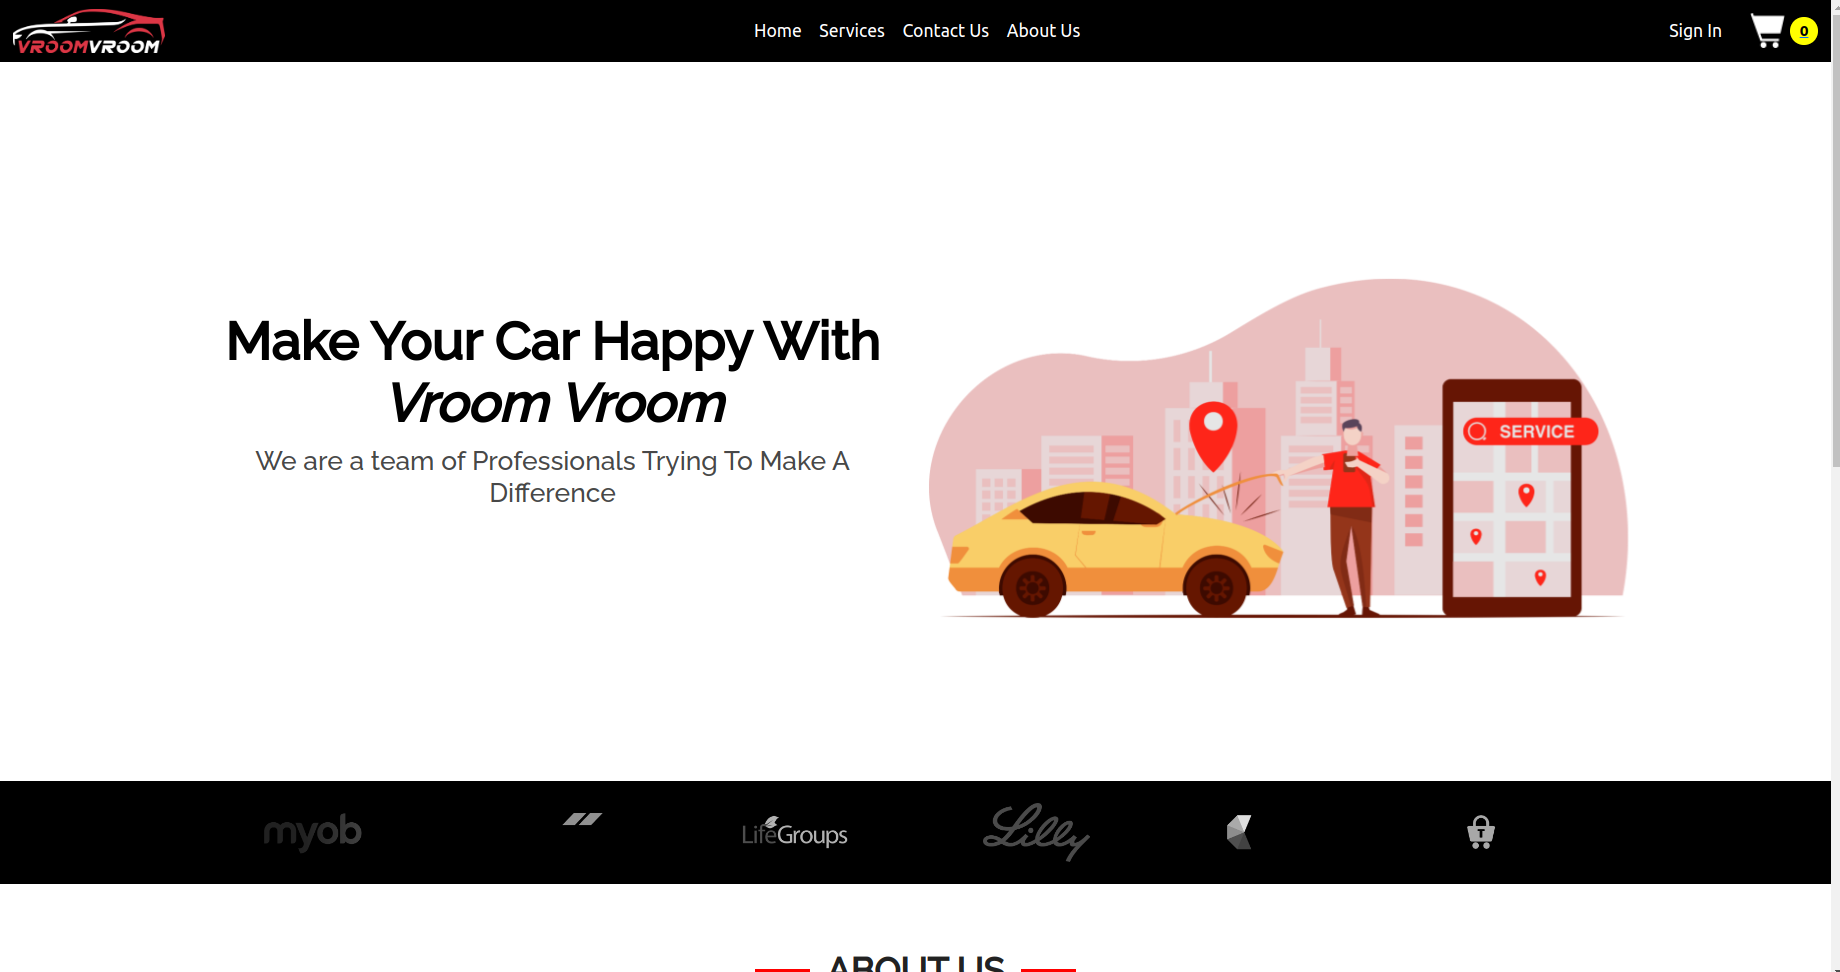 VROOMVROOM
Home Services Contact Us About Us
Sign In
0
Make Your Car Happy With
Vroom Vroom
We are a team of Professionals Trying To Make A
Difference
SERVICE
myob
LifeGroups
Lilly
T
ABOUT US